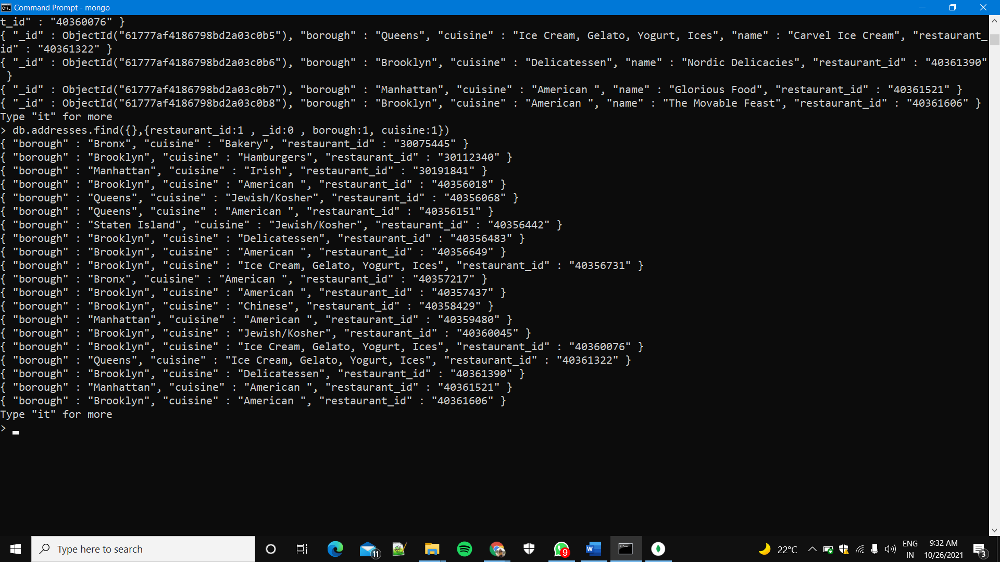 Command Prompt - mongo
t_id" : "40360076" }
{ "_id" : ObjectId("61777af4186798bd2a03c0b5"), "borough" : "Queens", "cuisine" : "Ice Cream, Gelato, Yogurt, Ices", "name" : "Carvel Ice Cream", "restaurant_
id" : "40361322" }
{ "_id" : ObjectId("61777af4186798bd2a03c0b6"), "borough" : "Brooklyn", "cuisine" : "Delicatessen", "name" : "Nordic Delicacies", "restaurant_id" : "40361390"
 }
{ "_id" : ObjectId("61777af4186798bd2a03c0b7"), "borough" : "Manhattan", "cuisine" : "American ", "name" : "Glorious Food", "restaurant_id" : "40361521" }
{ "_id" : ObjectId("61777af4186798bd2a03c0b8"), "borough" : "Brooklyn", "cuisine" : "American ", "name" : "The Movable Feast", "restaurant_id" : "40361606" }
Type "it" for more
> db.addresses.find({},{restaurant_id:1 , _id:0 , borough:1, cuisine:1})
{ "borough" : "Bronx", "cuisine" : "Bakery", "restaurant_id" : "30075445" }
{ "borough" : "Brooklyn", "cuisine" : "Hamburgers", "restaurant_id" : "30112340" }
{ "borough" : "Manhattan", "cuisine" : "Irish", "restaurant_id" : "30191841" }
{ "borough" : "Brooklyn", "cuisine" : "American ", "restaurant_id" : "40356018" }
{ "borough" : "Queens", "cuisine" : "Jewish/Kosher", "restaurant_id" : "40356068" }
{ "borough" : "Queens", "cuisine" : "American ", "restaurant_id" : "40356151" }
{ "borough" : "Staten Island", "cuisine" : "Jewish/Kosher", "restaurant_id" : "40356442" }
{ "borough" : "Brooklyn", "cuisine" : "Delicatessen", "restaurant_id" : "40356483" }
{ "borough" : "Brooklyn", "cuisine" : "American ", "restaurant_id" : "40356649" }
{ "borough" : "Brooklyn", "cuisine" : "Ice Cream, Gelato, Yogurt, Ices", "restaurant_id" : "40356731" }
{ "borough" : "Bronx", "cuisine" : "American ", "restaurant_id" : "40357217" }
{ "borough" : "Brooklyn", "cuisine" : "American ", "restaurant_id" : "40357437" }
{ "borough" : "Brooklyn", "cuisine" : "Chinese", "restaurant_id" : "40358429" }
{ "borough" : "Manhattan", "cuisine" : "American ", "restaurant_id" : "40359480" }
{ "borough" : "Brooklyn", "cuisine" : "Jewish/Kosher", "restaurant_id" : "40360045" }
{ "borough" : "Brooklyn", "cuisine" : "Ice Cream, Gelato, Yogurt, Ices", "restaurant_id" : "40360076" }
{ "borough" : "Queens", "cuisine" : "Ice Cream, Gelato, Yogurt, Ices", "restaurant_id" : "40361322" }
{ "borough" : "Brooklyn", "cuisine" : "Delicatessen", "restaurant_id" : "40361390" }
{ "borough" : "Manhattan", "cuisine" : "American ", "restaurant_id" : "40361521" }
{ "borough" : "Brooklyn", "cuisine" : "American ", "restaurant_id" : "40361606" }
Type "it" for more
>
Type here to search
11
9
22°C
ENG
IN
9:32 AM
10/26/2021
3